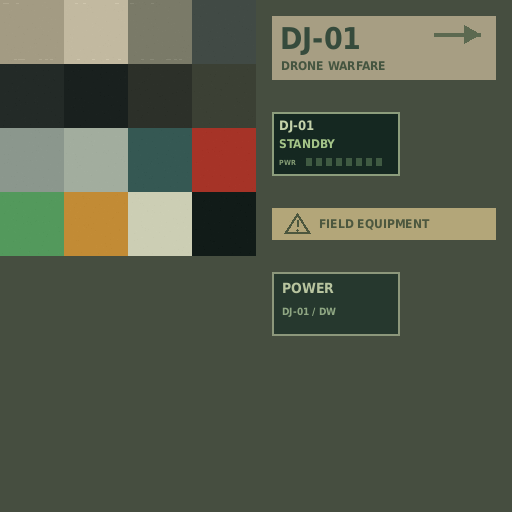 DJ-01
DRONE WARFARE
DJ-01
STANDBY
PWR
FIELD EQUIPMENT
POWER
DJ-01 / DW